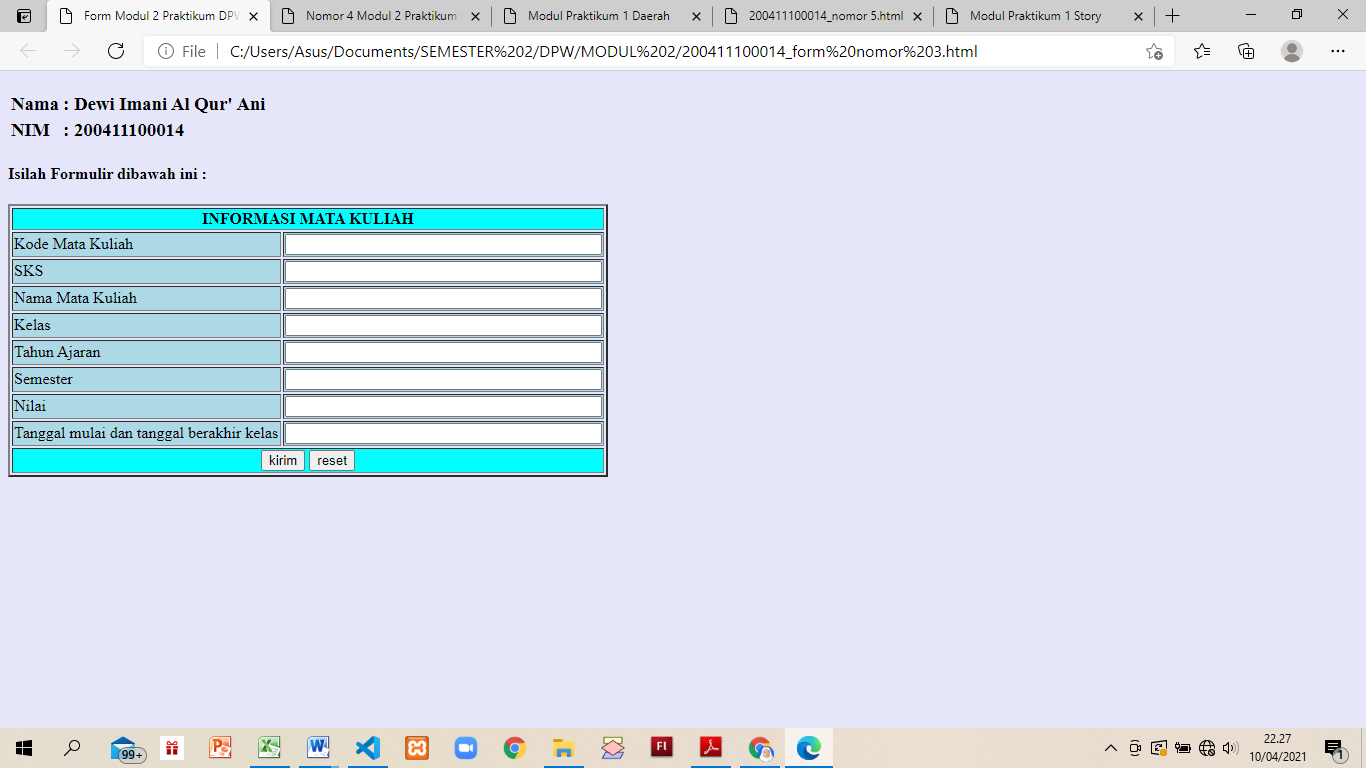 Form Modul 2 Praktikum DPW
Nomor 4 Modul 2 Praktikum
Modul Praktikum 1 Daerah
200411100014_nomor 5.html
Modul Praktikum 1 Story
File
C:/Users/Asus/Documents/SEMESTER%202/DPW/MODUL%202/200411100014_form%20nomor%203.html
Nama : Dewi Imani Al Qur' Ani
NIM : 200411100014
Isilah Formulir dibawah ini :
INFORMASI MATA KULIAH
Kode Mata Kuliah
SKS
Nama Mata Kuliah
Kelas
Tahun Ajaran
Semester
Nilai
Tanggal mulai dan tanggal berakhir kelas
kirim reset
99+
Fl
22.27
10/04/2021
1